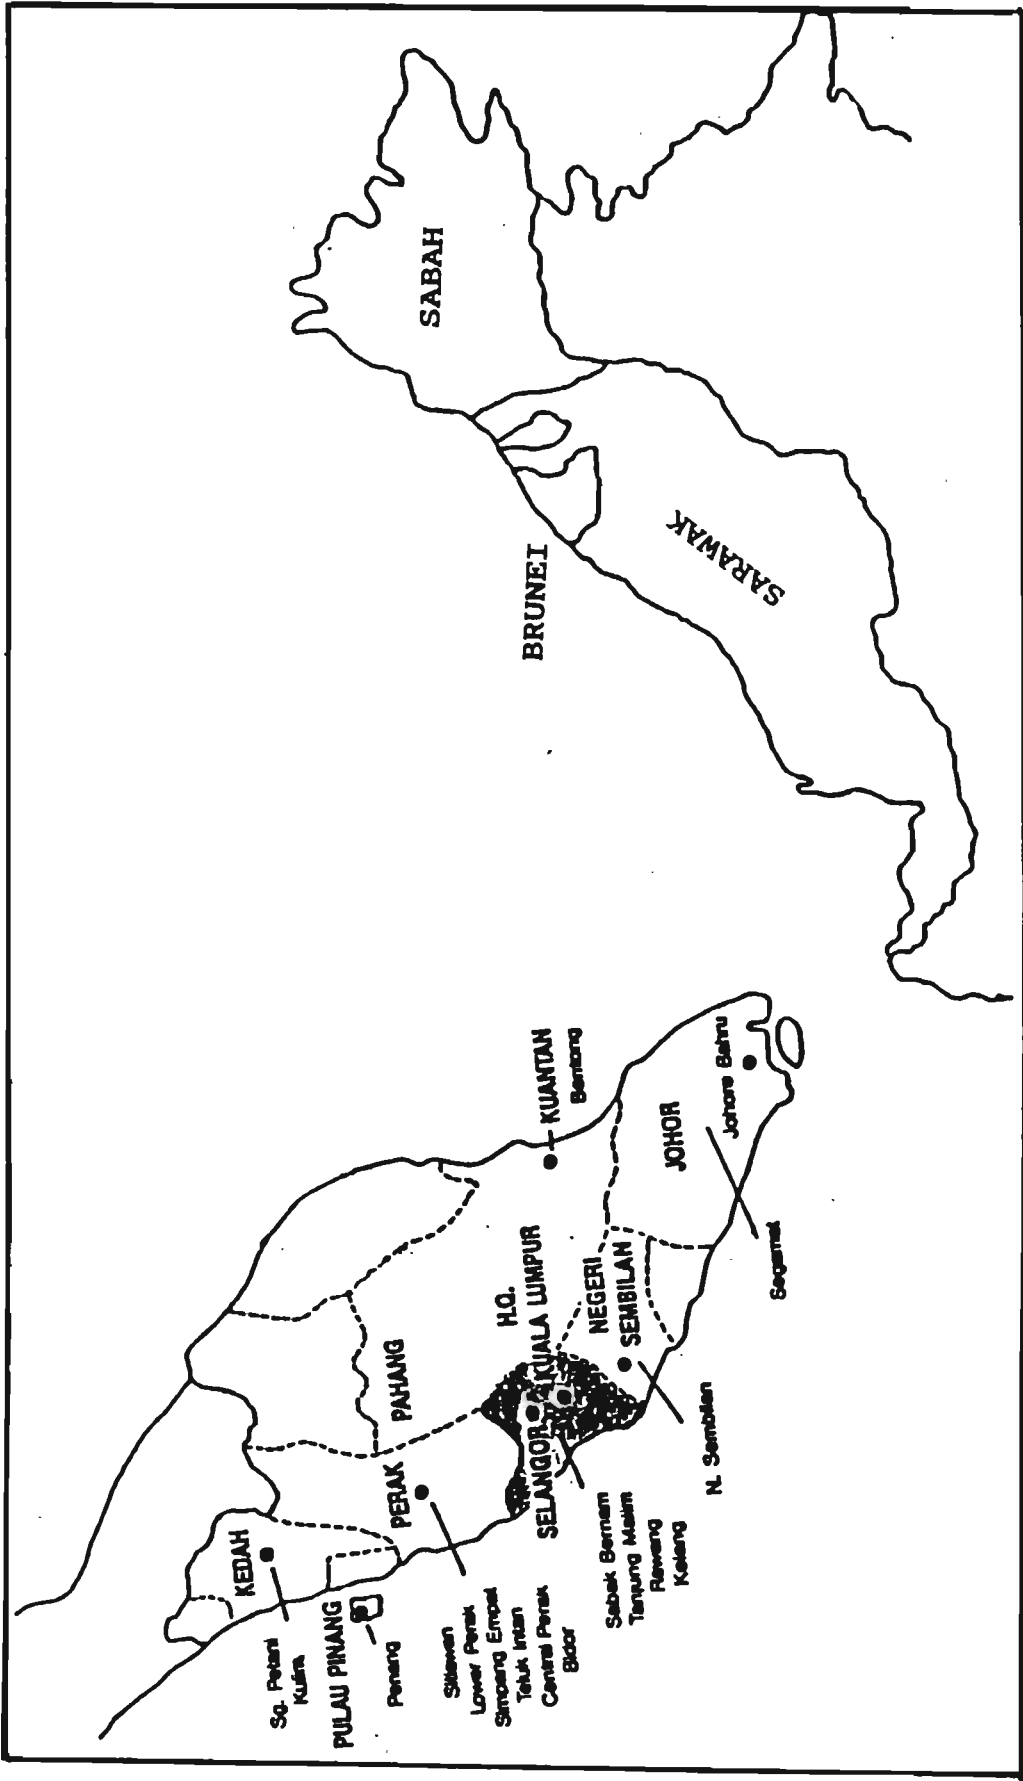 SABAH
BRUNEI
SARAWAK
Sg. Petani
Kulim
KEDAH
PULAU PINANG
Penang
PERAK
Sitiawan
Lower Perak
Simpang Empat
Teluk Intan
Central Perak
Bidor
PAHANG
H.Q.
KUALA LUMPUR
SELANGOR
Sabak Bernam
Tanjung Malim
Rawang
Kelang
NEGERI
SEMBILAN
N. Sembilan
KUANTAN
Bentong
JOHOR
Johore Bahru
Segamat